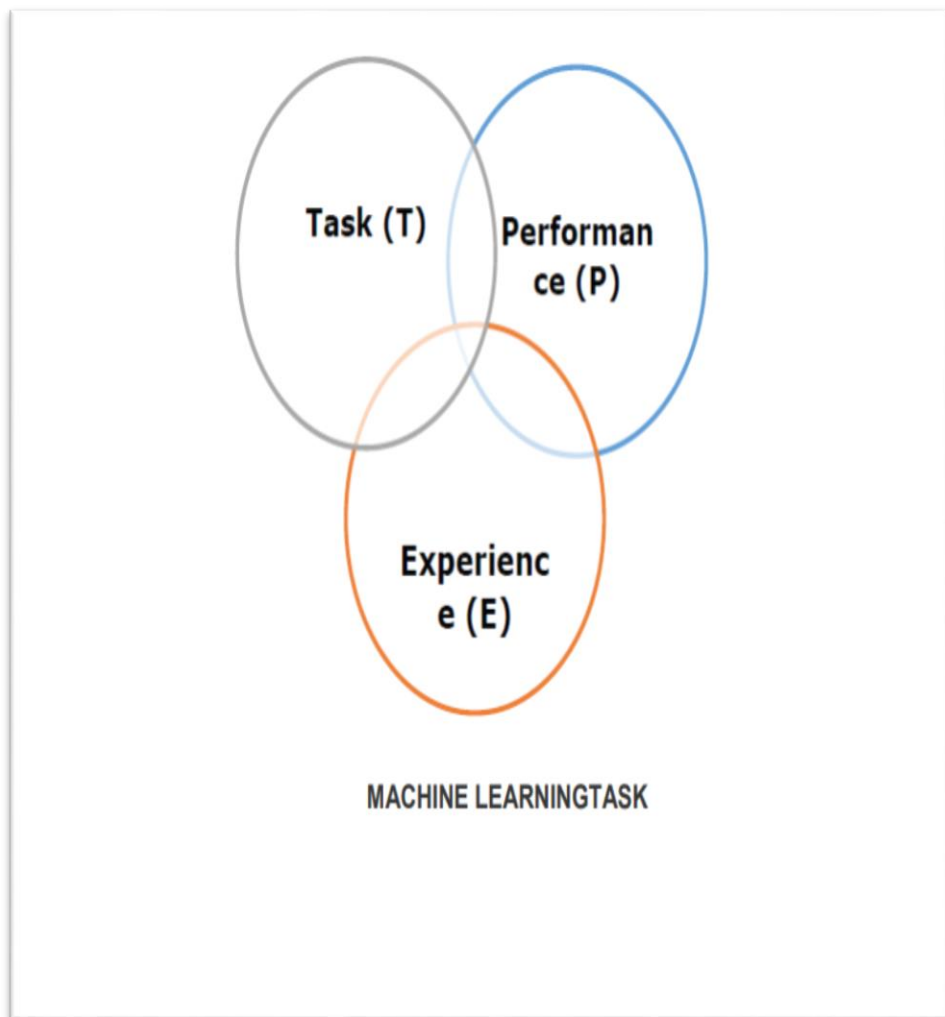 Task (T)
Performan
ce (P)
Experienc
e (E)
MACHINE LEARNINGTASK